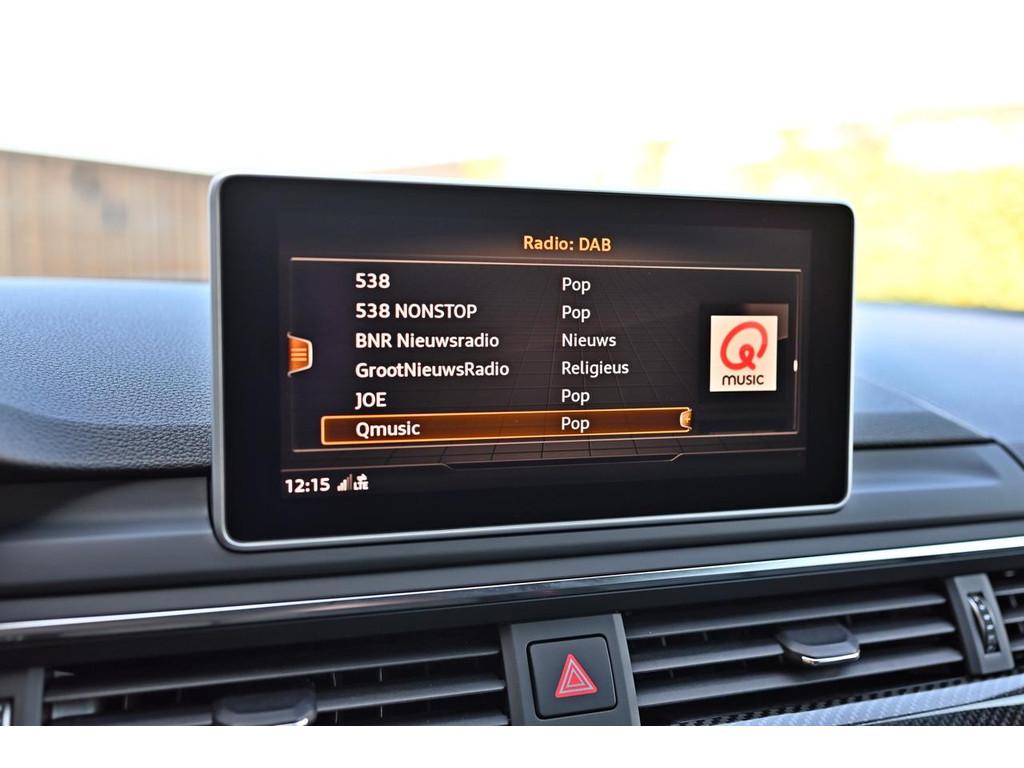 Radio: DAB
538 Pop
538 NONSTOP Pop
BNR Nieuwsradio Nieuws
GrootNieuwsRadio Religieus
JOE Pop
Qmusic Pop
Q
MUSIC
12:15 LTE